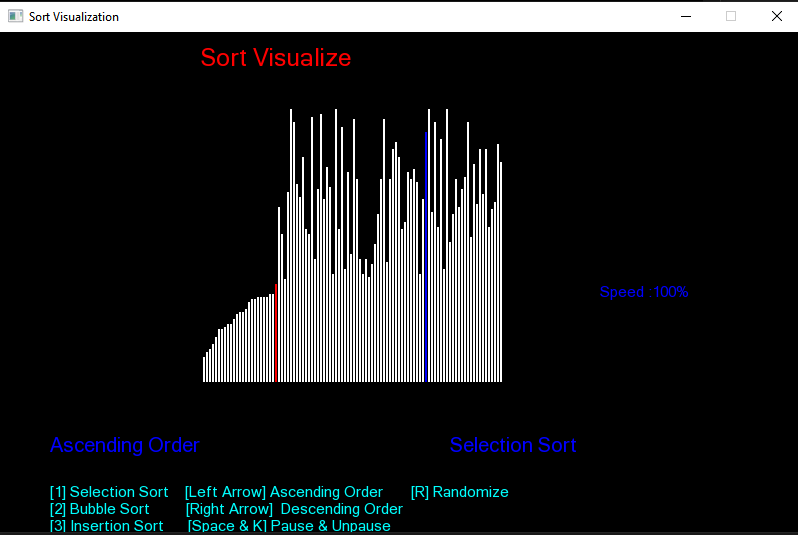 Sort Visualization
Sort Visualize
Speed :100%
Ascending Order Selection Sort
[1] Selection Sort [Left Arrow] Ascending Order [R] Randomize
[2] Bubble Sort [Right Arrow] Descending Order
[3] Insertion Sort [Space & K] Pause & Unpause